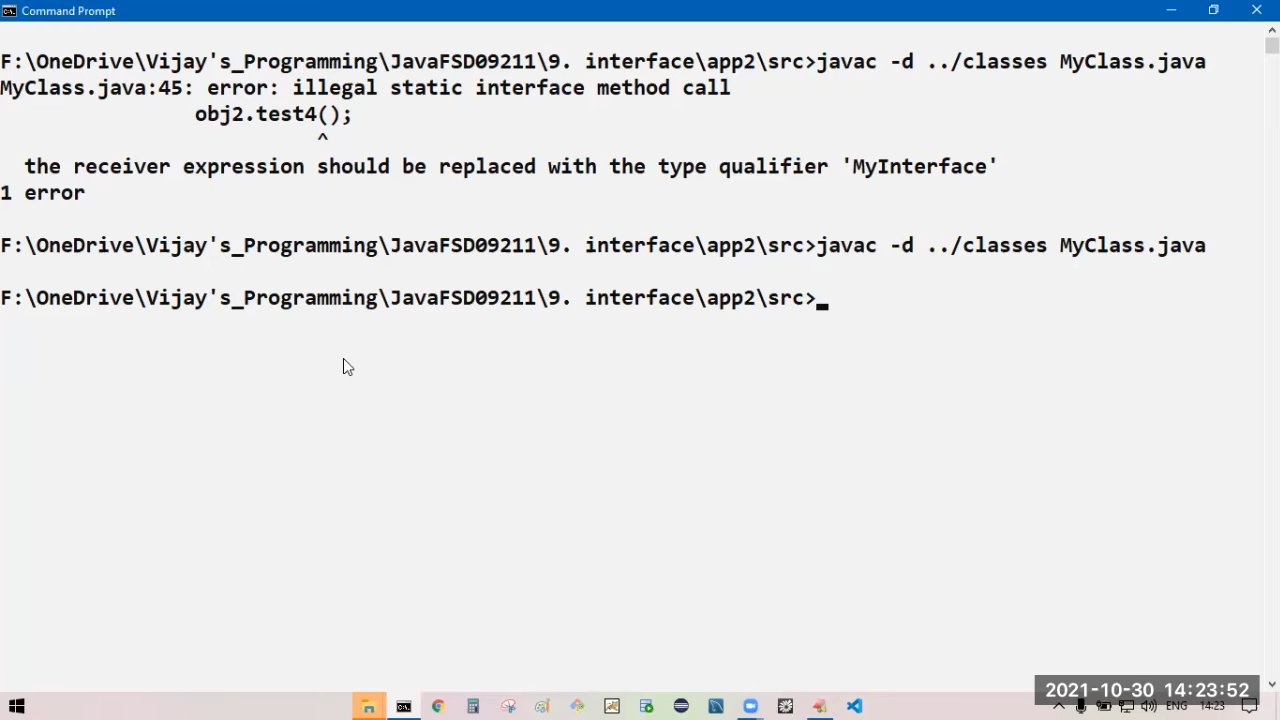 Command Prompt
F:\OneDrive\Vijay's_Programming\JavaFSD09211\9. interface\app2\src>javac -d ../classes MyClass.java
MyClass.java:45: error: illegal static interface method call
obj2.test4();
^
the receiver expression should be replaced with the type qualifier 'MyInterface'
1 error
F:\OneDrive\Vijay's_Programming\JavaFSD09211\9. interface\app2\src>javac -d ../classes MyClass.java
F:\OneDrive\Vijay's_Programming\JavaFSD09211\9. interface\app2\src>
2021-10-30 14:23:52
ENG 14:23